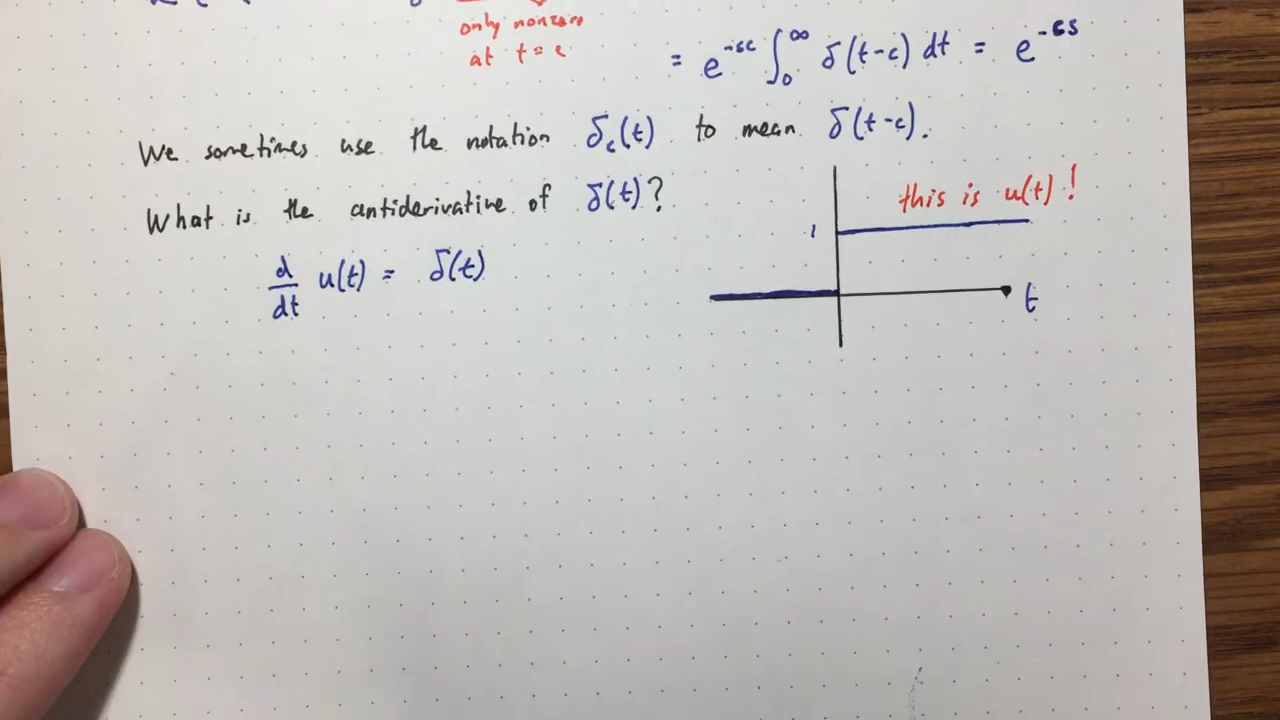 only nonzero
at t = c
= e^{-sc} ∫_0^∞ δ(t-c) dt = e^{-cs}
We sometimes use the notation δ_c(t) to mean δ(t-c).
What is the antiderivative of δ(t)?
this is u(t)!
1
d/dt u(t) = δ(t)
t